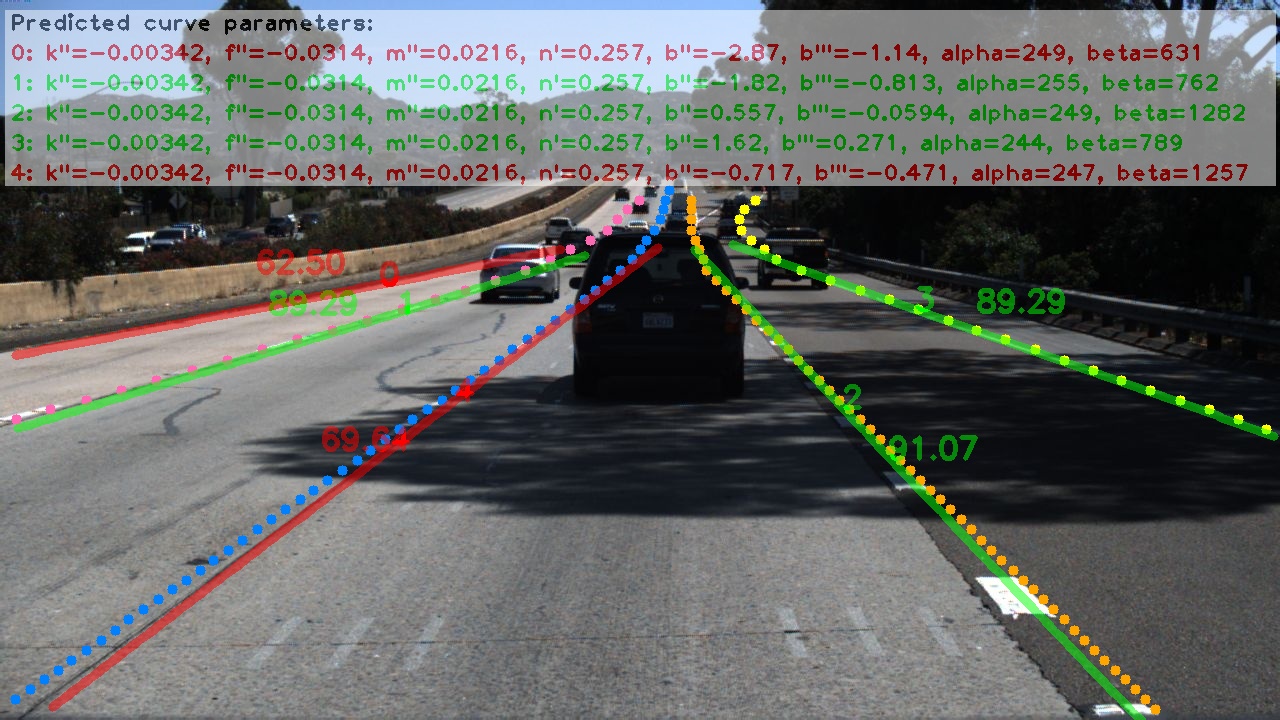 Predicted curve parameters:
0: k''=-0.00342, f''=-0.0314, m''=0.0216, n'=0.257, b''=-2.87, b'''=-1.14, alpha=249, beta=631
1: k''=-0.00342, f''=-0.0314, m''=0.0216, n'=0.257, b''=-1.82, b'''=-0.813, alpha=255, beta=762
2: k''=-0.00342, f''=-0.0314, m''=0.0216, n'=0.257, b''=0.557, b'''=-0.0594, alpha=249, beta=1282
3: k''=-0.00342, f''=-0.0314, m''=0.0216, n'=0.257, b''=1.62, b'''=0.271, alpha=244, beta=789
4: k''=-0.00342, f''=-0.0314, m''=0.0216, n'=0.257, b''=-0.717, b'''=-0.471, alpha=247, beta=1257
62.50 0
89.29 1
3 89.29
4
2
91.07